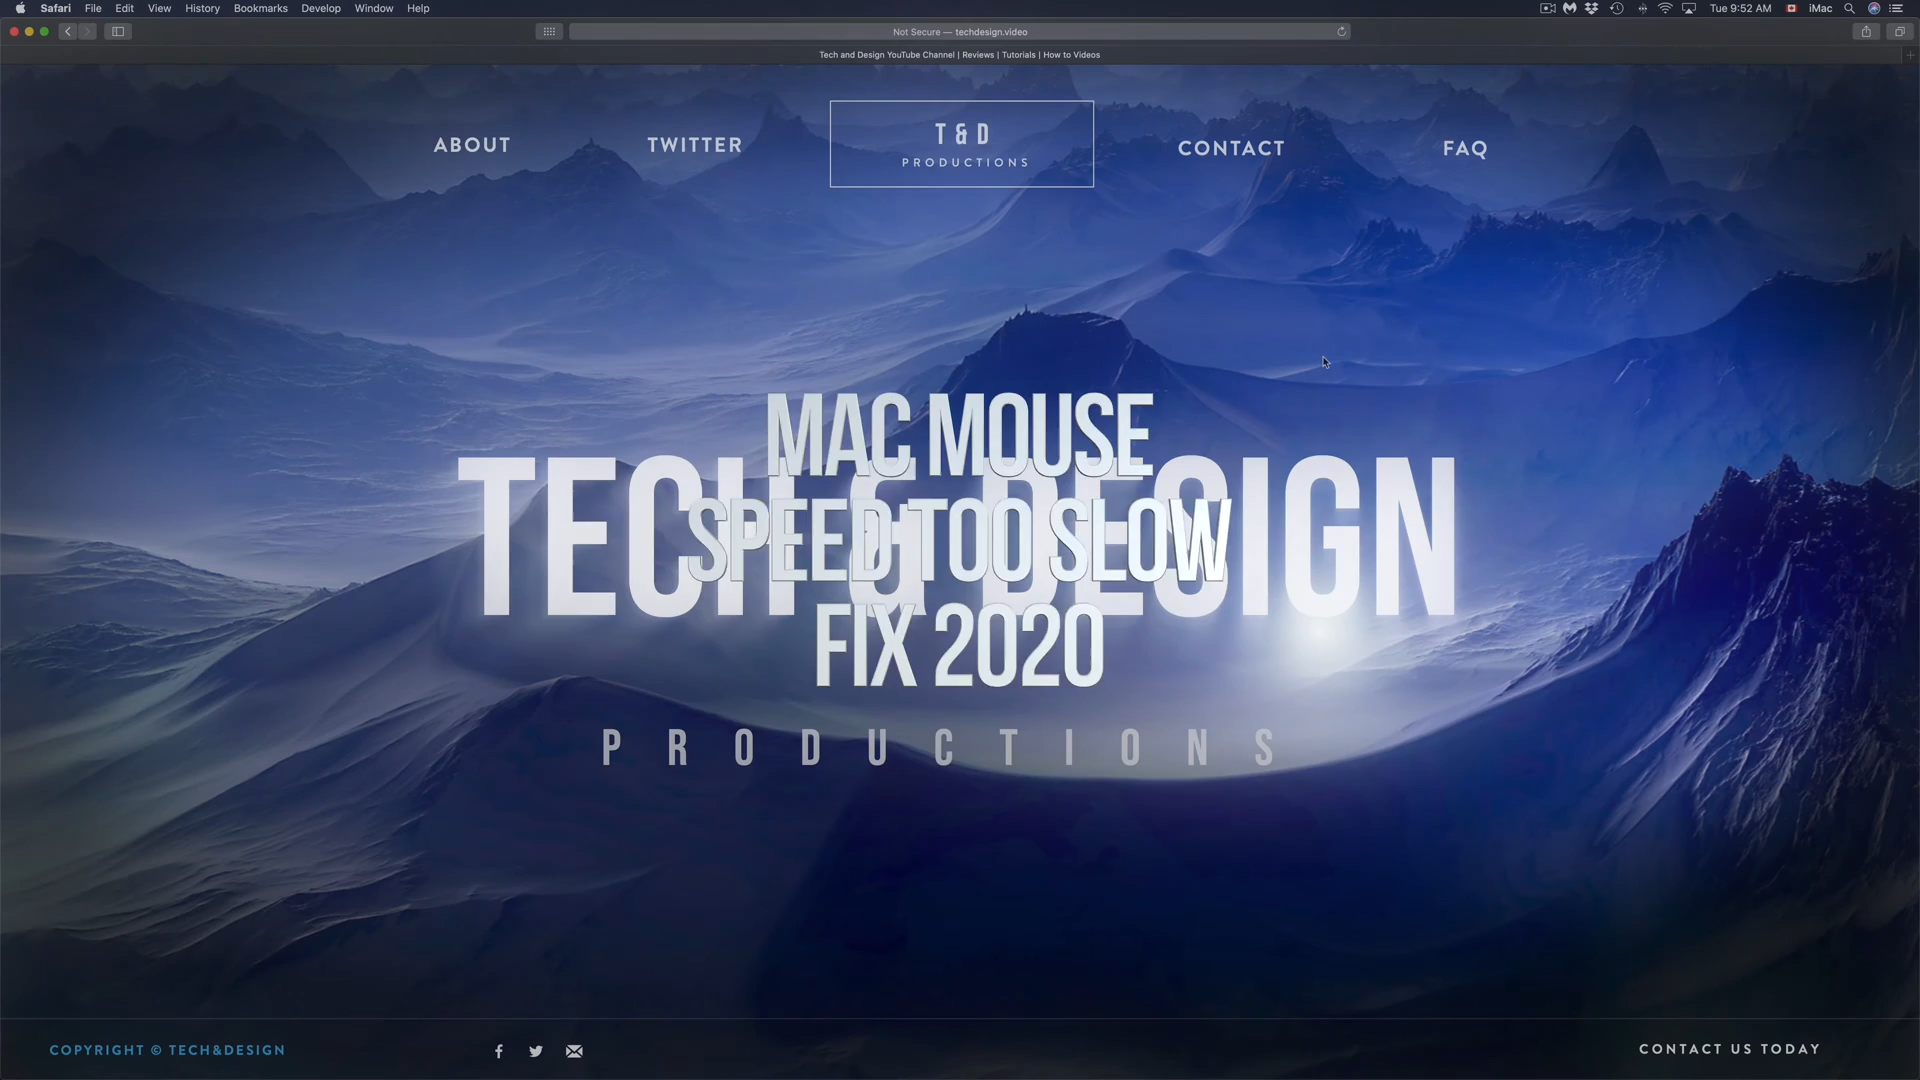 Safari File Edit View History Bookmarks Develop Window Help
Tue 9:52 AM iMac
Not Secure — techdesign.video
Tech and Design YouTube Channel | Reviews | Tutorials | How to Videos
ABOUT TWITTER
T & D
PRODUCTIONS
CONTACT FAQ
MAC MOUSE
SPEED TOO SLOW
FIX 2020
TECH & DESIGN
PRODUCTIONS
COPYRIGHT © TECH&DESIGN
CONTACT US TODAY